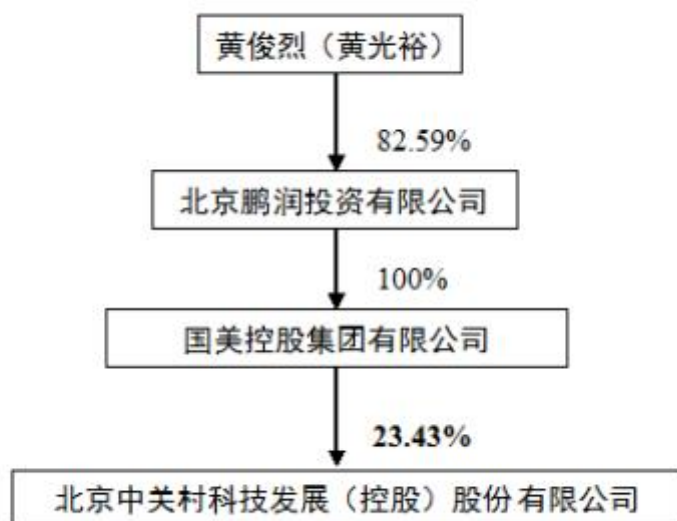 黄俊烈（黄光裕）
82.59%
北京鹏润投资有限公司
100%
国美控股集团有限公司
23.43%
北京中关村科技发展（控股）股份有限公司